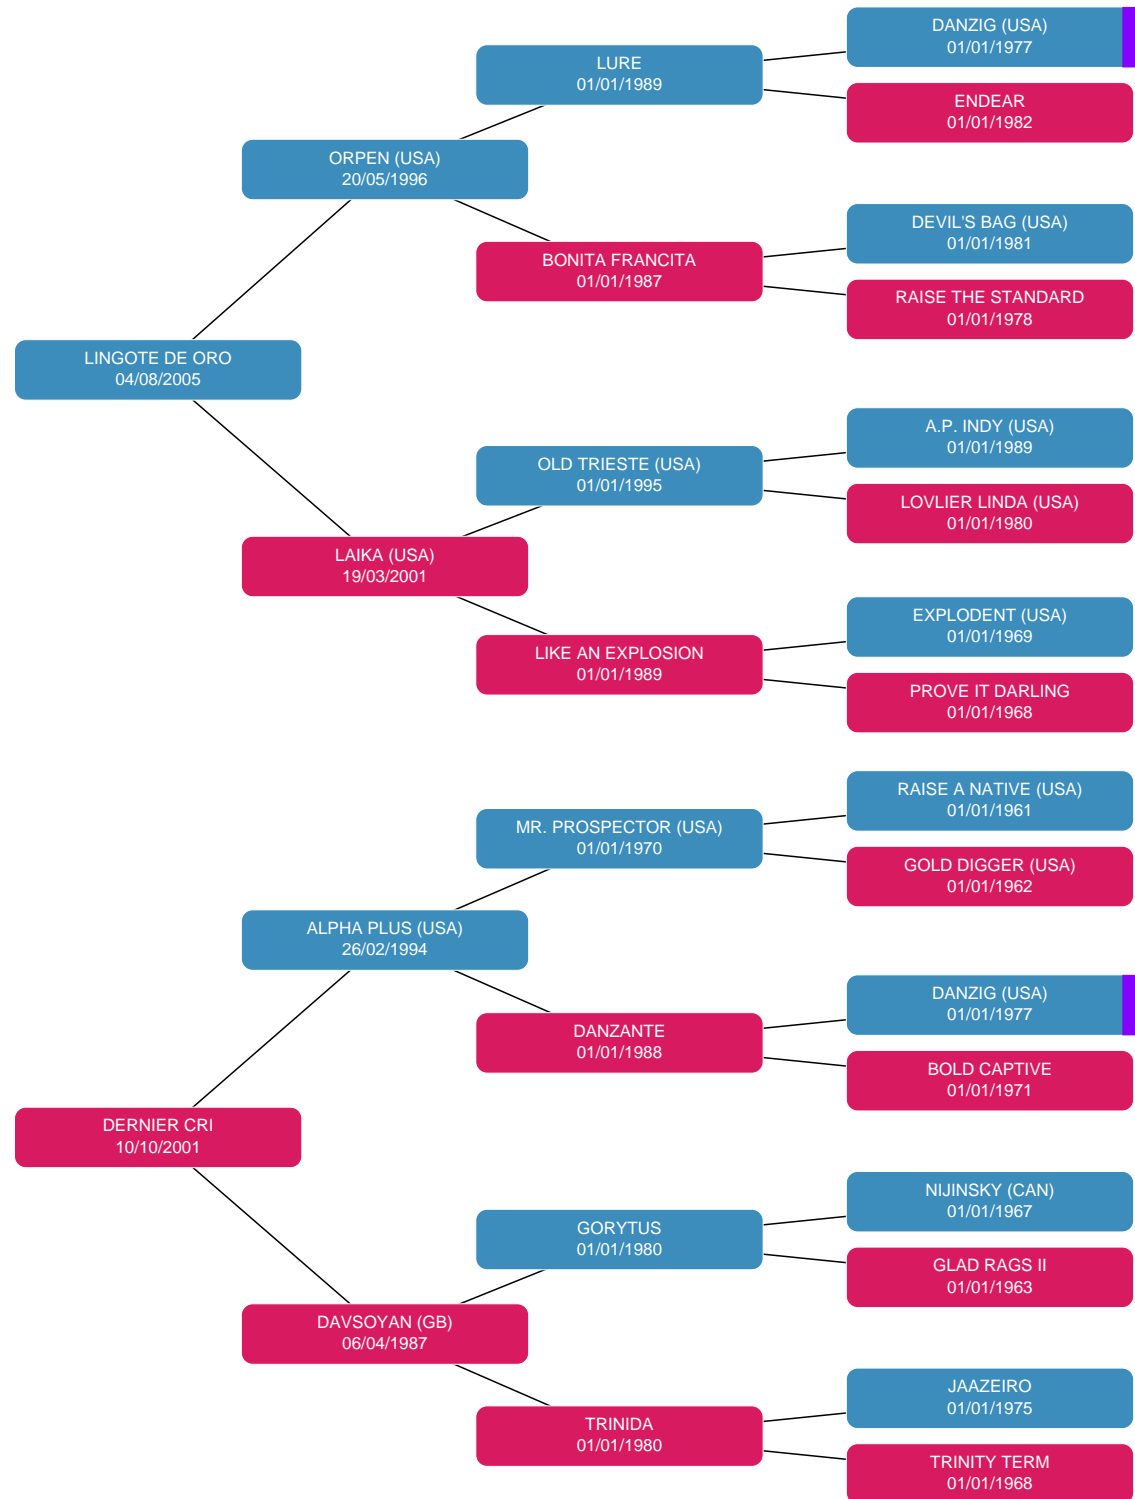 DANZIG (USA)
01/01/1977
LURE
01/01/1989
ENDEAR
01/01/1982
ORPEN (USA)
20/05/1996
DEVIL'S BAG (USA)
01/01/1981
BONITA FRANCITA
01/01/1987
RAISE THE STANDARD
01/01/1978
LINGOTE DE ORO
04/08/2005
A.P. INDY (USA)
01/01/1989
OLD TRIESTE (USA)
01/01/1995
LOVLIER LINDA (USA)
01/01/1980
LAIKA (USA)
19/03/2001
EXPLODENT (USA)
01/01/1969
LIKE AN EXPLOSION
01/01/1989
PROVE IT DARLING
01/01/1968
RAISE A NATIVE (USA)
01/01/1961
MR. PROSPECTOR (USA)
01/01/1970
GOLD DIGGER (USA)
01/01/1962
ALPHA PLUS (USA)
26/02/1994
DANZIG (USA)
01/01/1977
DANZANTE
01/01/1988
BOLD CAPTIVE
01/01/1971
DERNIER CRI
10/10/2001
NIJINSKY (CAN)
01/01/1967
GORYTUS
01/01/1980
GLAD RAGS II
01/01/1963
DAVSOYAN (GB)
06/04/1987
JAAZEIRO
01/01/1975
TRINIDA
01/01/1980
TRINITY TERM
01/01/1968